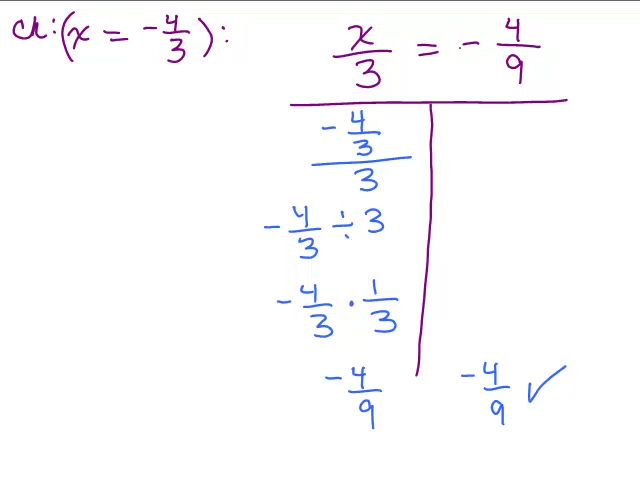 ck: (x = -4/3): x/3 = -4/9
(-4/3)/3
-4/3 ÷ 3
-4/3 · 1/3
-4/9 -4/9 ✓